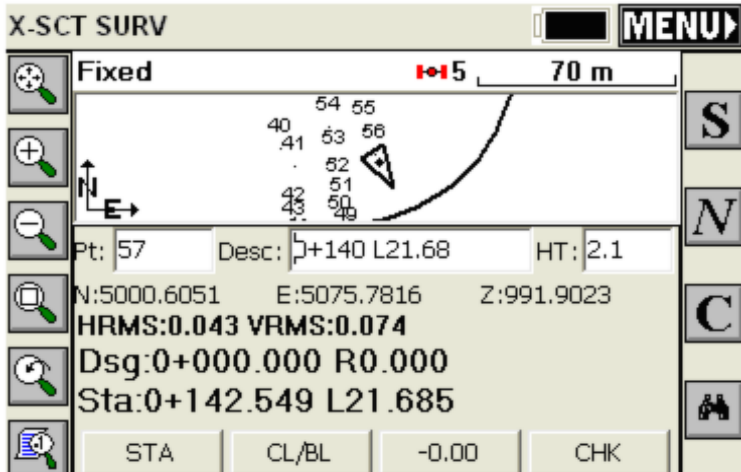 X-SCT SURV
MENU
Fixed 5 70 m
54 55
40 41 53 56
52
51
42 50
43 49
N
E
S
N
C
Pt: 57 Desc: 0+140 L21.68 HT: 2.1
N:5000.6051 E:5075.7816 Z:991.9023
HRMS:0.043 VRMS:0.074
Dsg:0+000.000 R0.000
Sta:0+142.549 L21.685
STA CL/BL -0.00 CHK